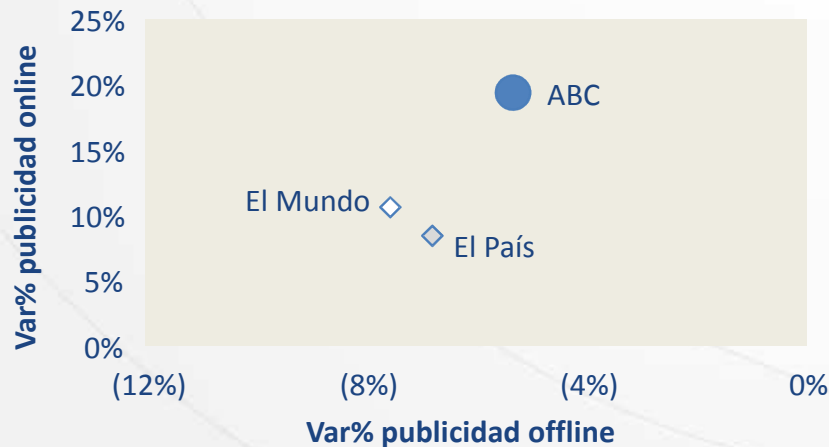 25%
20%
15%
10%
5%
0%
Var% publicidad online
ABC
El Mundo
El País
(12%)
(8%)
(4%)
0%
Var% publicidad offline